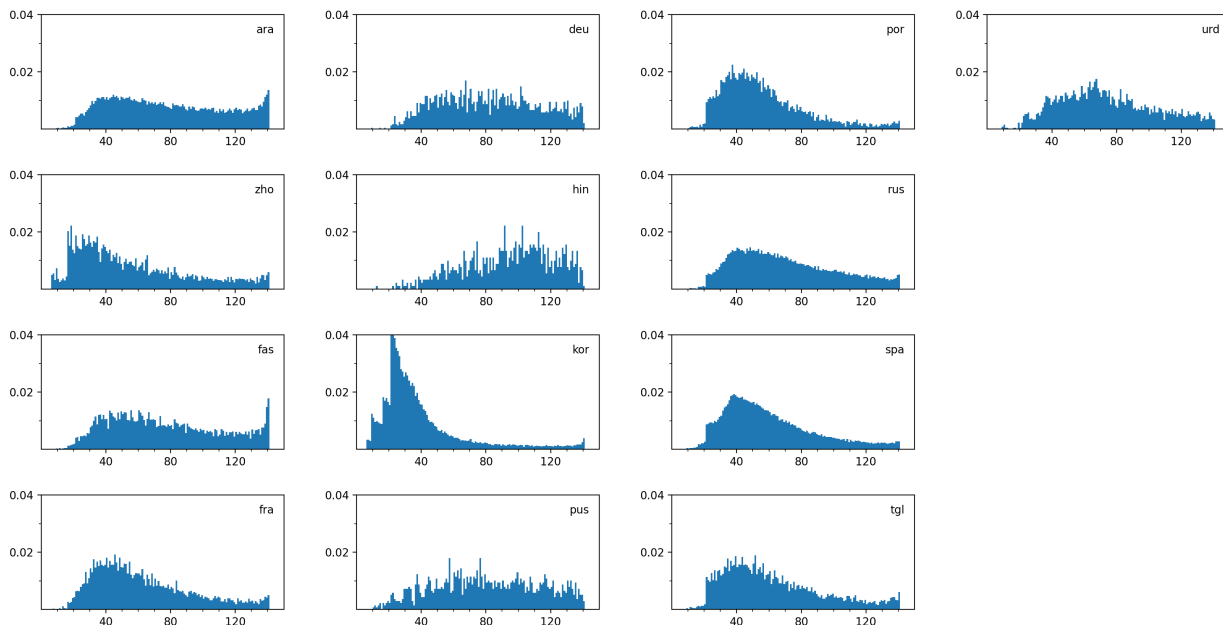 0.04 0.02 40 80 120 ara
0.04 0.02 40 80 120 deu
0.04 0.02 40 80 120 por
0.04 0.02 40 80 120 urd
0.04 0.02 40 80 120 zho
0.04 0.02 40 80 120 hin
0.04 0.02 40 80 120 rus
0.04 0.02 40 80 120 fas
0.04 0.02 40 80 120 kor
0.04 0.02 40 80 120 spa
0.04 0.02 40 80 120 fra
0.04 0.02 40 80 120 pus
0.04 0.02 40 80 120 tgl